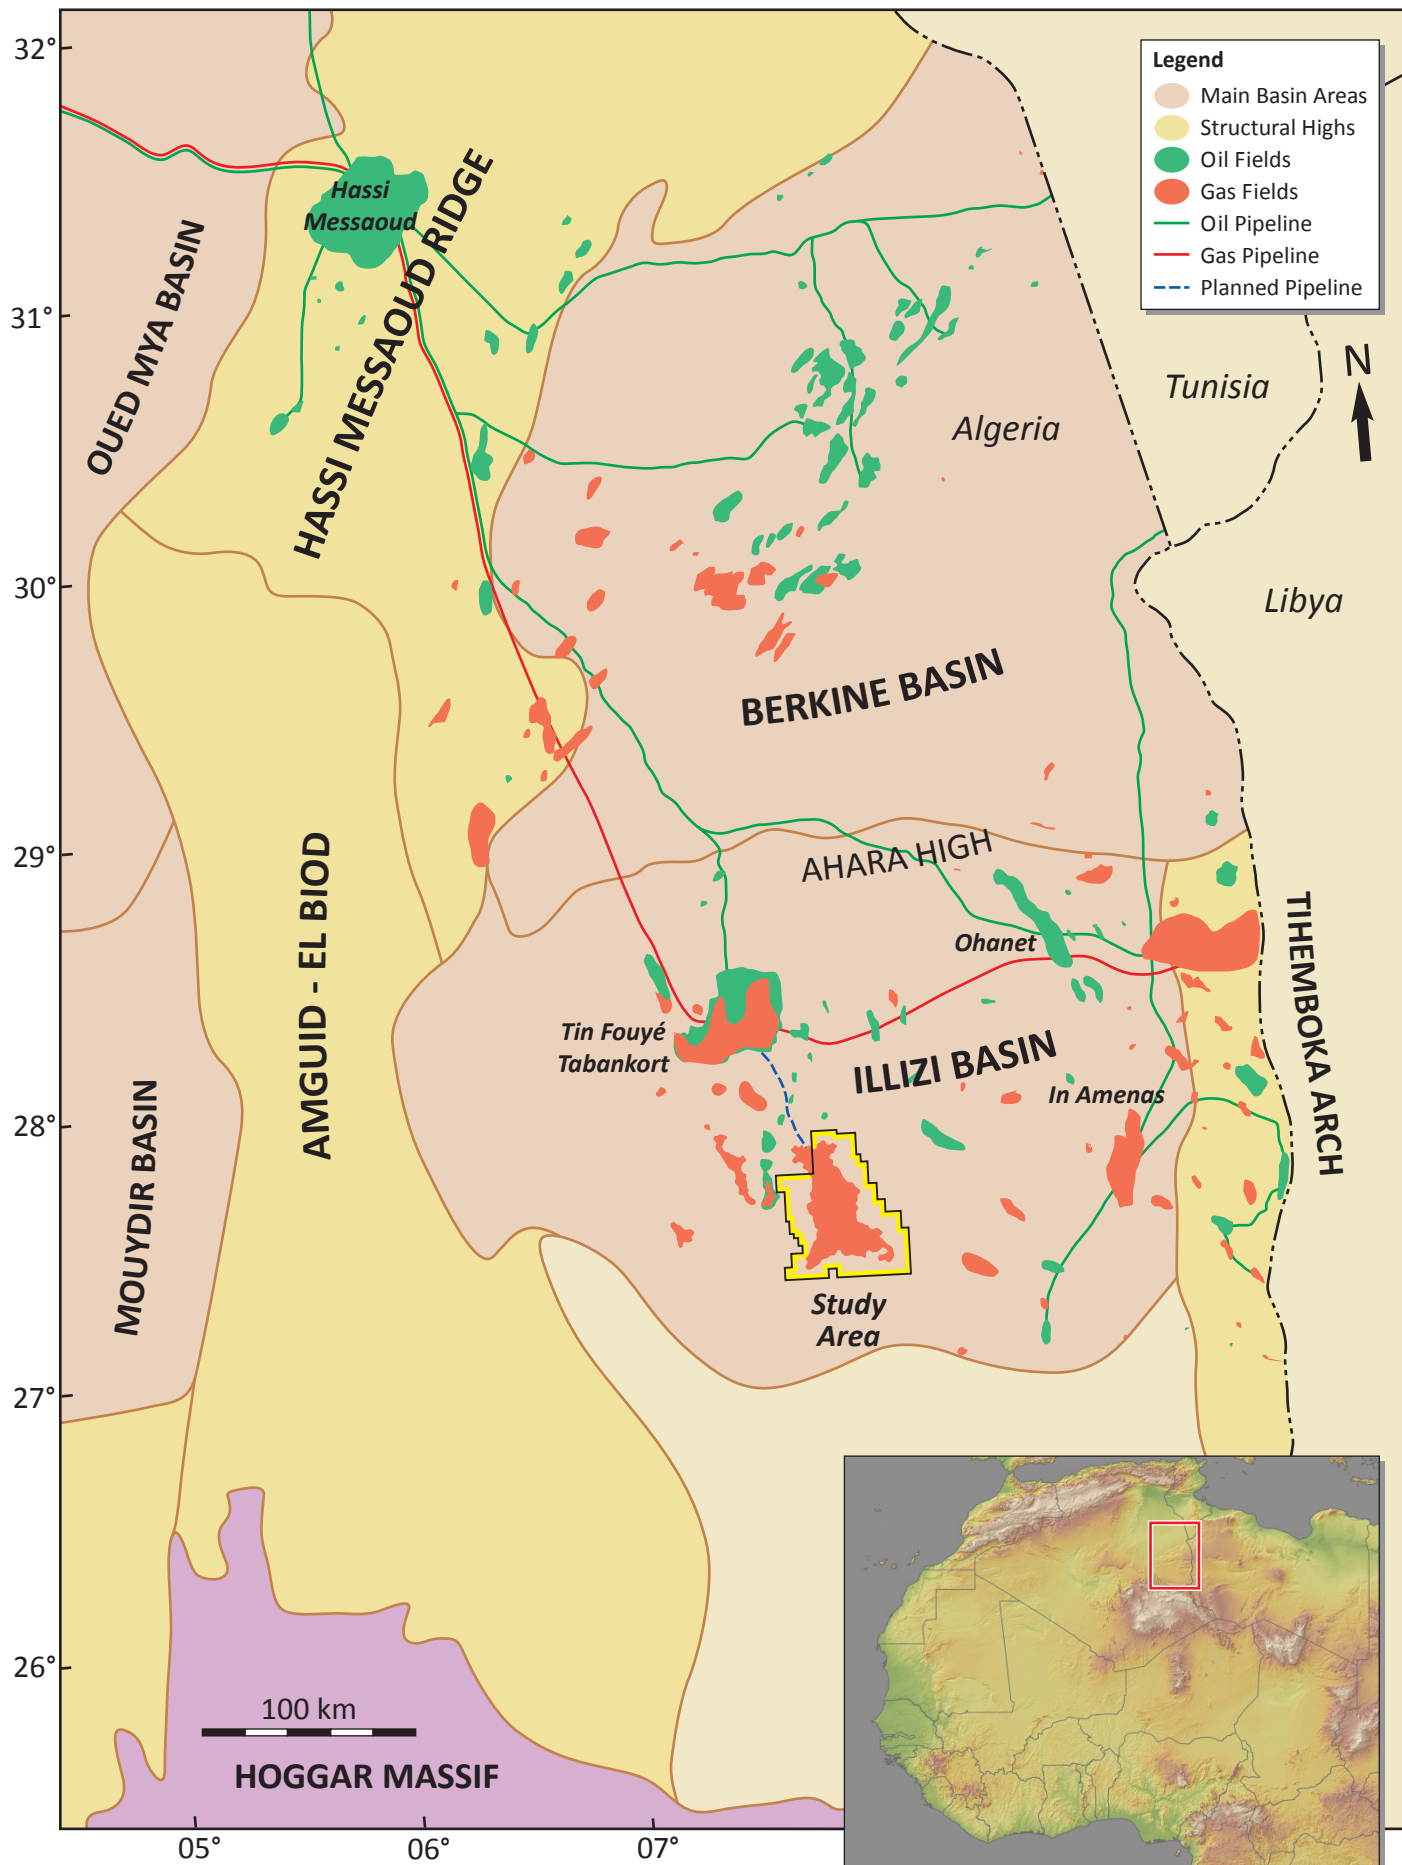 32°
31°
30°
29°
28°
27°
26°
05°
06°
07°
Legend
Main Basin Areas
Structural Highs
Oil Fields
Gas Fields
Oil Pipeline
Gas Pipeline
Planned Pipeline
N
Hassi
Messaoud
OUED MYA BASIN
HASSI MESSAOUD RIDGE
Algeria
Tunisia
Libya
BERKINE BASIN
AHARA HIGH
AMGUID - EL BIOD
Ohanet
TIHEMBOKA ARCH
Tin Fouyé
Tabankort
ILLIZI BASIN
In Amenas
MOUYDIR BASIN
Study
Area
100 km
HOGGAR MASSIF